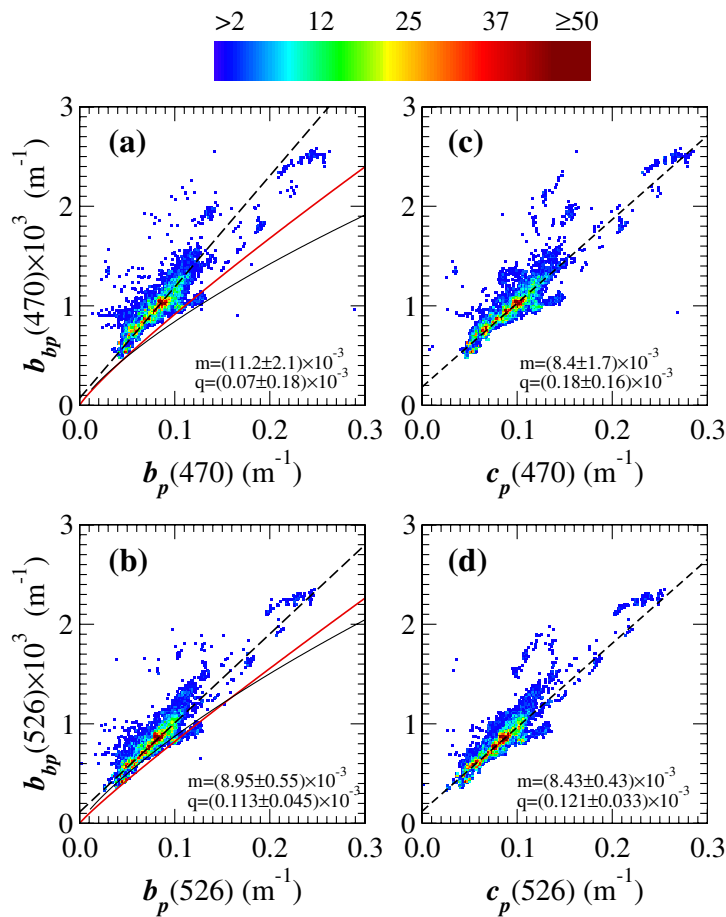 >2 12 25 37 ≥50
(a)
b_bp(470)×10³ (m⁻¹)
3
2
1
0
m=(11.2±2.1)×10⁻³
q=(0.07±0.18)×10⁻³
0.0 0.1 0.2 0.3
b_p(470) (m⁻¹)
(c)
m=(8.4±1.7)×10⁻³
q=(0.18±0.16)×10⁻³
0.0 0.1 0.2 0.3
c_p(470) (m⁻¹)
(b)
b_bp(526)×10³ (m⁻¹)
3
2
1
0
m=(8.95±0.55)×10⁻³
q=(0.113±0.045)×10⁻³
0.0 0.1 0.2 0.3
b_p(526) (m⁻¹)
(d)
m=(8.43±0.43)×10⁻³
q=(0.121±0.033)×10⁻³
0.0 0.1 0.2 0.3
c_p(526) (m⁻¹)